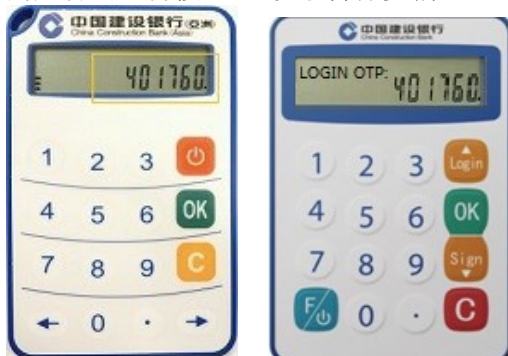 中国建设银行(亞洲)
China Construction Bank (Asia)
401760.
1 2 3
4 5 6 OK
7 8 9 C
← 0 · →
中国建设银行
China Construction Bank
LOGIN OTP:
401760.
1 2 3 Login
4 5 6 OK
7 8 9 Sign
F 0 · C